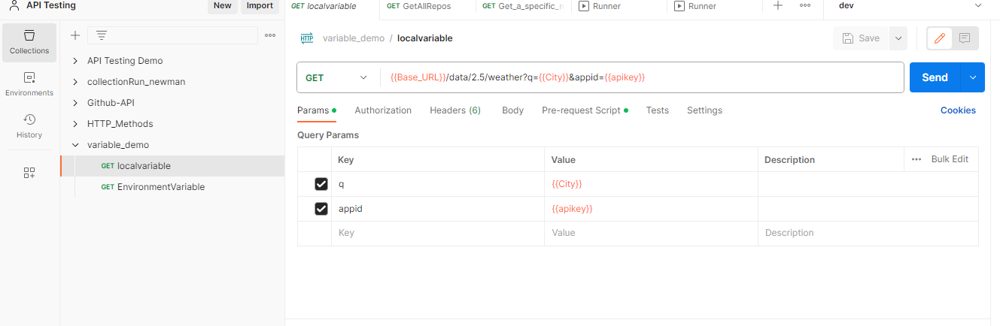 API Testing
New
Import
GET localvariable
GET GetAllRepos
GET Get_a_specific_r
Runner
Runner
dev
Collections
Environments
History
API Testing Demo
collectionRun_newman
Github-API
HTTP_Methods
variable_demo
GET localvariable
GET EnvironmentVariable
HTTP
variable_demo / localvariable
Save
GET
{{Base_URL}}/data/2.5/weather?q={{City}}&appid={{apikey}}
Send
Params
Authorization
Headers (6)
Body
Pre-request Script
Tests
Settings
Cookies
Query Params
Key
Value
Description
Bulk Edit
q
{{City}}
appid
{{apikey}}
Key
Value
Description